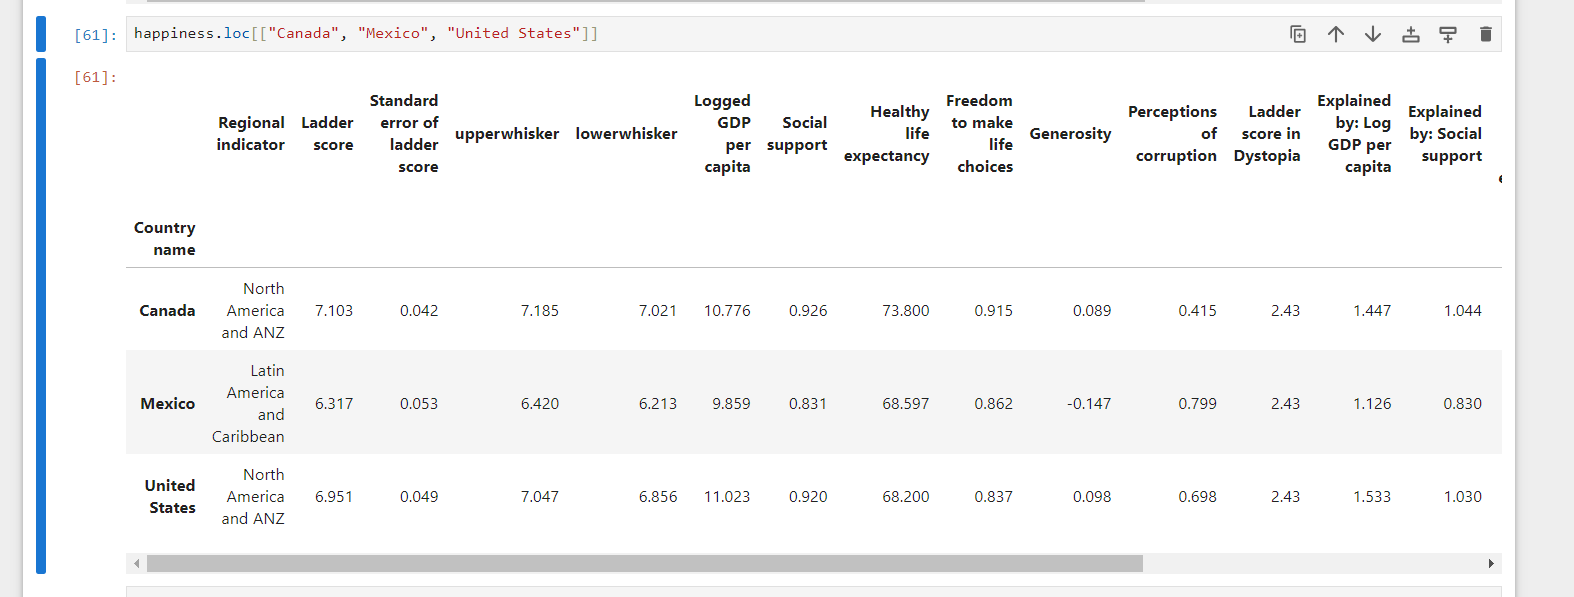 [61]: happiness.loc[["Canada", "Mexico", "United States"]]
[61]:
Regional indicator Ladder score Standard error of ladder score upperwhisker lowerwhisker Logged GDP per capita Social support Healthy life expectancy Freedom to make life choices Generosity Perceptions of corruption Ladder score in Dystopia Explained by: Log GDP per capita Explained by: Social support
Country name
Canada North America and ANZ 7.103 0.042 7.185 7.021 10.776 0.926 73.800 0.915 0.089 0.415 2.43 1.447 1.044
Mexico Latin America and Caribbean 6.317 0.053 6.420 6.213 9.859 0.831 68.597 0.862 -0.147 0.799 2.43 1.126 0.830
United States North America and ANZ 6.951 0.049 7.047 6.856 11.023 0.920 68.200 0.837 0.098 0.698 2.43 1.533 1.030